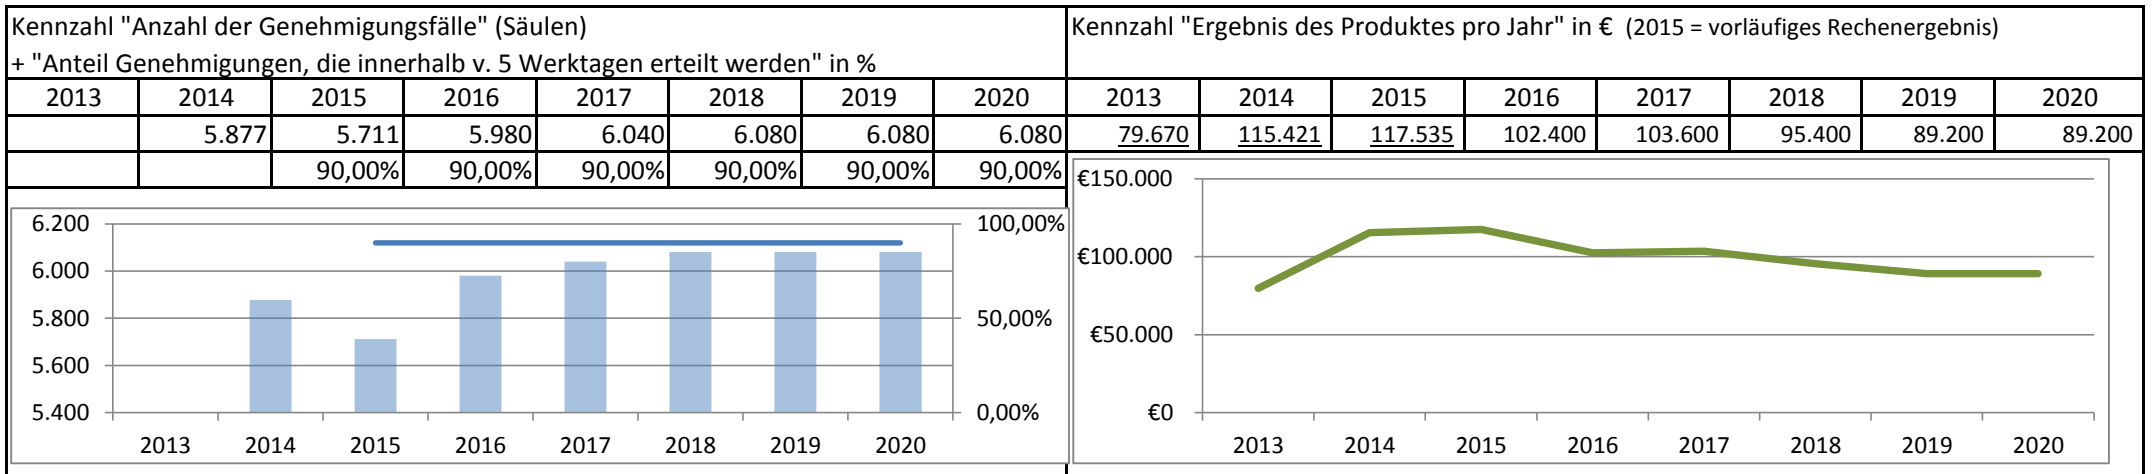 Kennzahl "Anzahl der Genehmigungsfälle" (Säulen)
+ "Anteil Genehmigungen, die innerhalb v. 5 Werktagen erteilt werden" in %
2013 2014 2015 2016 2017 2018 2019 2020
5.877 5.711 5.980 6.040 6.080 6.080 6.080
90,00% 90,00% 90,00% 90,00% 90,00% 90,00%
6.200 100,00%
6.000
5.800 50,00%
5.600
5.400 0,00%
2013 2014 2015 2016 2017 2018 2019 2020
Kennzahl "Ergebnis des Produktes pro Jahr" in € (2015 = vorläufiges Rechenergebnis)
2013 2014 2015 2016 2017 2018 2019 2020
79.670 115.421 117.535 102.400 103.600 95.400 89.200 89.200
€150.000
€100.000
€50.000
€0
2013 2014 2015 2016 2017 2018 2019 2020